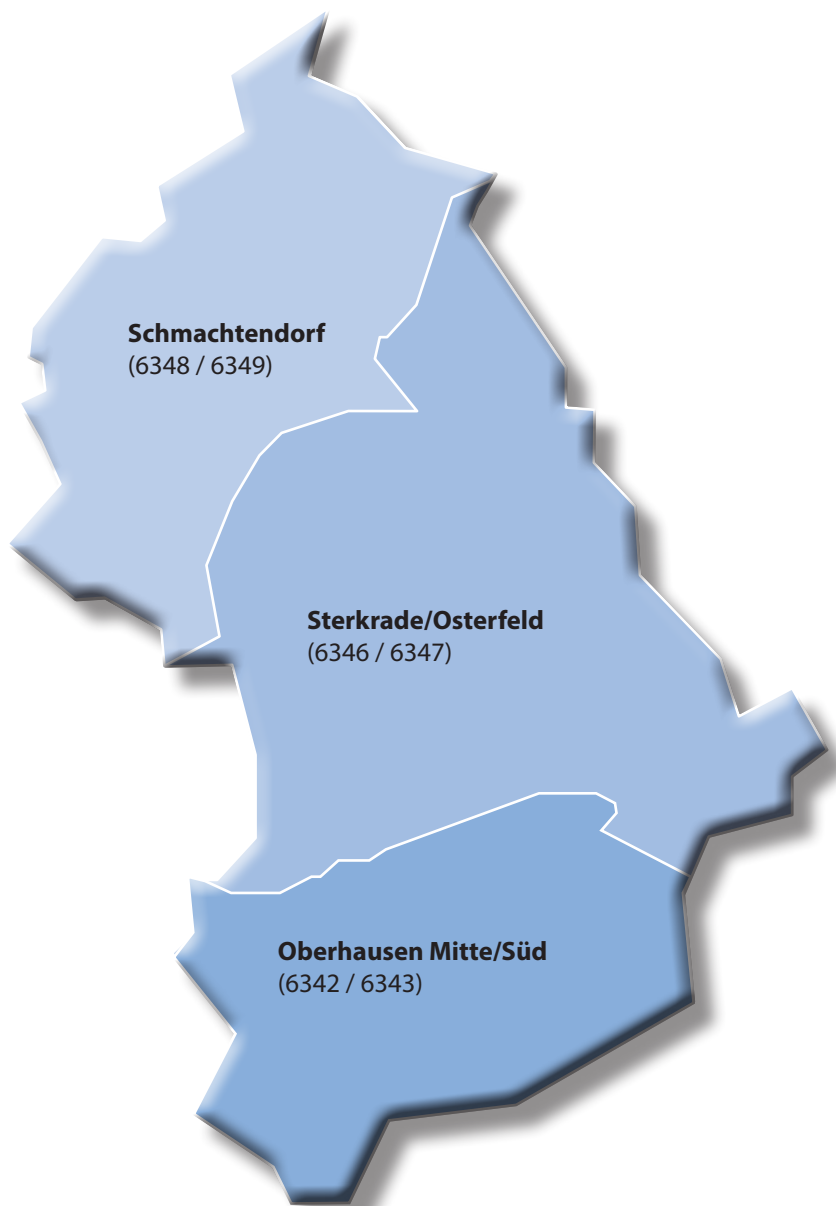 Schmachtendorf
(6348 / 6349)
Sterkrade/Osterfeld
(6346 / 6347)
Oberhausen Mitte/Süd
(6342 / 6343)